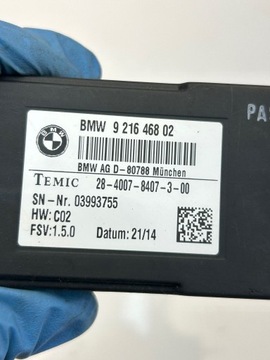 BMW 9 216 468 02
BMW AG D-80788 München
TEMIC 28-4007-8407-3-00
SN-Nr. 03993755
HW: C02
FSV:1.5.0 Datum: 21/14